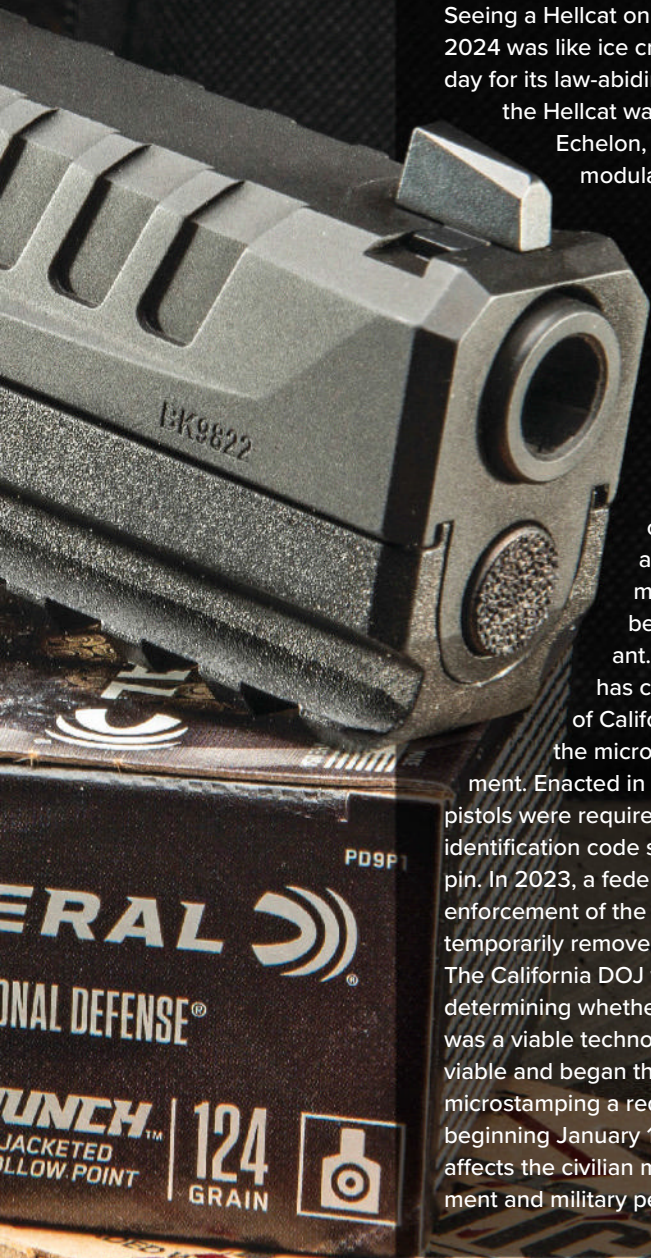 Seeing a Hellcat on
2024 was like ice cr
day for its law-abidi
the Hellcat wa
Echelon,
modula
BK9822
a
m
be
ant.
has c
of Califo
the micro
ment. Enacted in
pistols were require
identification code s
pin. In 2023, a fede
enforcement of the
temporarily remove
The California DOJ
determining whethe
was a viable techno
viable and began th
microstamping a re
beginning January 1
affects the civilian m
ment and military pe
PD9P1
ERAL®
ONAL DEFENSE®
UNCH™
JACKETED
OLLOW POINT
124
GRAIN